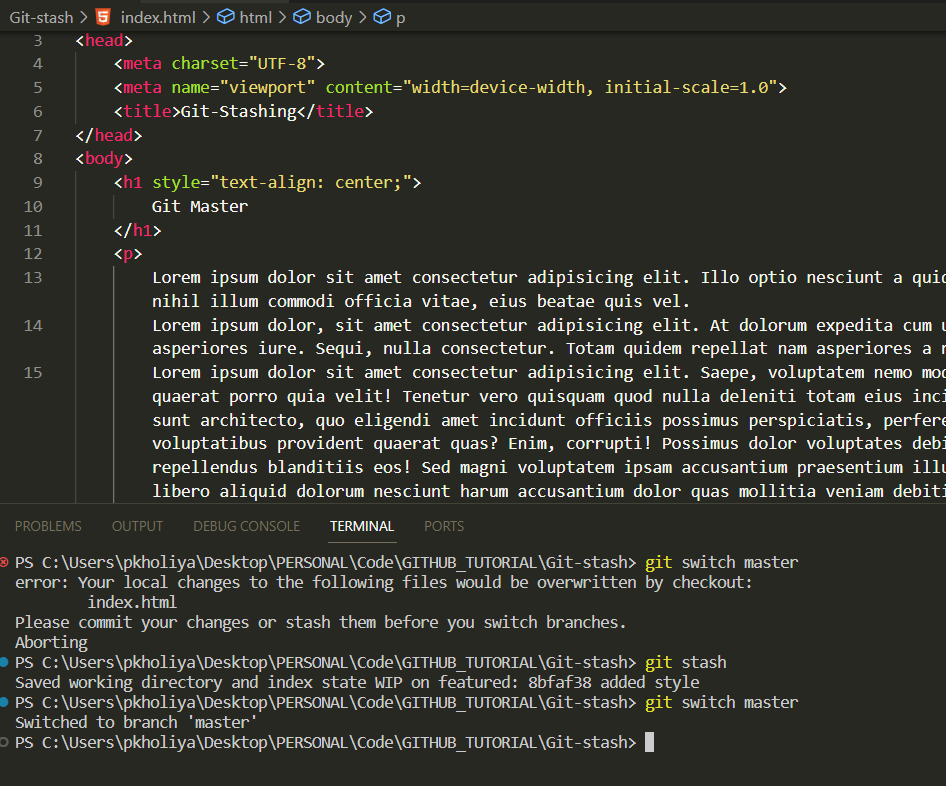 Git-stash > index.html > html > body > p
3 <head>
4 <meta charset="UTF-8">
5 <meta name="viewport" content="width=device-width, initial-scale=1.0">
6 <title>Git-Stashing</title>
7 </head>
8 <body>
9 <h1 style="text-align: center;">
10 Git Master
11 </h1>
12 <p>
13 Lorem ipsum dolor sit amet consectetur adipisicing elit. Illo optio nesciunt a
nihil illum commodi officia vitae, eius beatae quis vel.
14 Lorem ipsum dolor, sit amet consectetur adipisicing elit. At dolorum expedita cum
asperiores iure. Sequi, nulla consectetur. Totam quidem repellat nam asperiores a
15 Lorem ipsum dolor sit amet consectetur adipisicing elit. Saepe, voluptatem nemo
quaerat porro quia velit! Tenetur vero quisquam quod nulla deleniti totam eius
sunt architecto, quo eligendi amet incidunt officiis possimus perspiciatis,
voluptatibus provident quaerat quas? Enim, corrupti! Possimus dolor voluptates
repellendus blanditiis eos! Sed magni voluptatem ipsam accusantium praesentium
libero aliquid dolorum nesciunt harum accusantium dolor quas mollitia veniam
PROBLEMS OUTPUT DEBUG CONSOLE TERMINAL PORTS
PS C:\Users\pkholiya\Desktop\PERSONAL\Code\GITHUB_TUTORIAL\Git-stash> git switch master
error: Your local changes to the following files would be overwritten by checkout:
index.html
Please commit your changes or stash them before you switch branches.
Aborting
PS C:\Users\pkholiya\Desktop\PERSONAL\Code\GITHUB_TUTORIAL\Git-stash> git stash
Saved working directory and index state WIP on featured: 8bfaf38 added style
PS C:\Users\pkholiya\Desktop\PERSONAL\Code\GITHUB_TUTORIAL\Git-stash> git switch master
Switched to branch 'master'
PS C:\Users\pkholiya\Desktop\PERSONAL\Code\GITHUB_TUTORIAL\Git-stash>